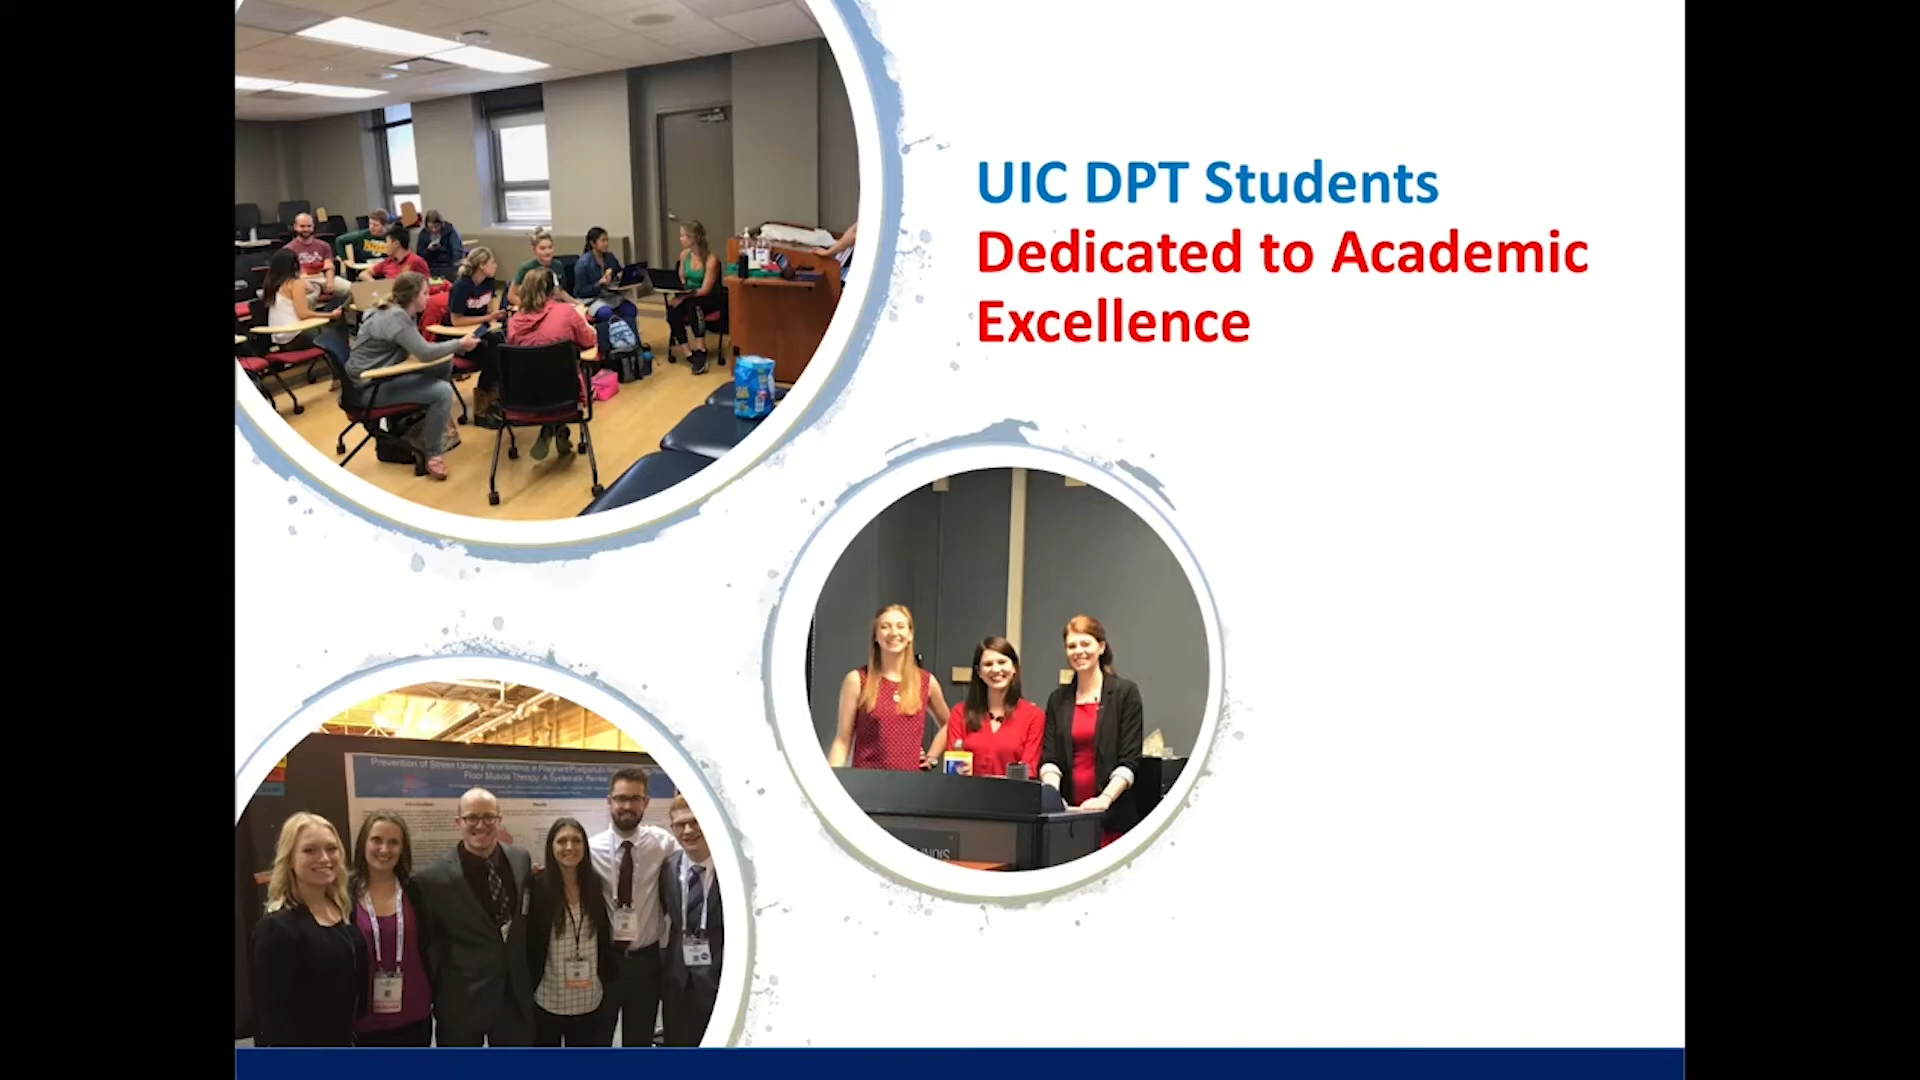 UIC DPT Students
Dedicated to Academic
Excellence
Prevention of Stress Urinary Incontinence in Pregnant/Postpartum
Floor Muscle Therapy: A Systematic Review